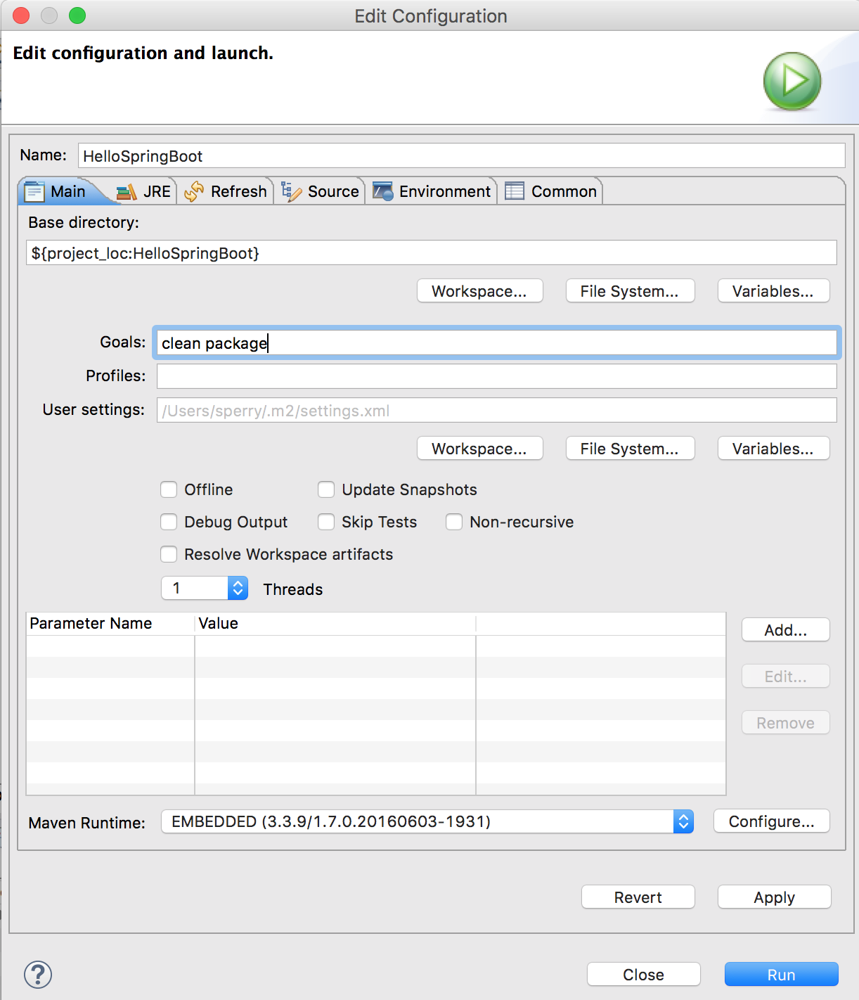 Edit Configuration
Edit configuration and launch.
Name: HelloSpringBoot
Main JRE Refresh Source Environment Common
Base directory:
${project_loc:HelloSpringBoot}
Workspace... File System... Variables...
Goals: clean package
Profiles:
User settings: /Users/sperry/.m2/settings.xml
Workspace... File System... Variables...
Offline Update Snapshots
Debug Output Skip Tests Non-recursive
Resolve Workspace artifacts
1 Threads
Parameter Name Value
Add...
Edit...
Remove
Maven Runtime: EMBEDDED (3.3.9/1.7.0.20160603-1931) Configure...
Revert Apply
? Close Run